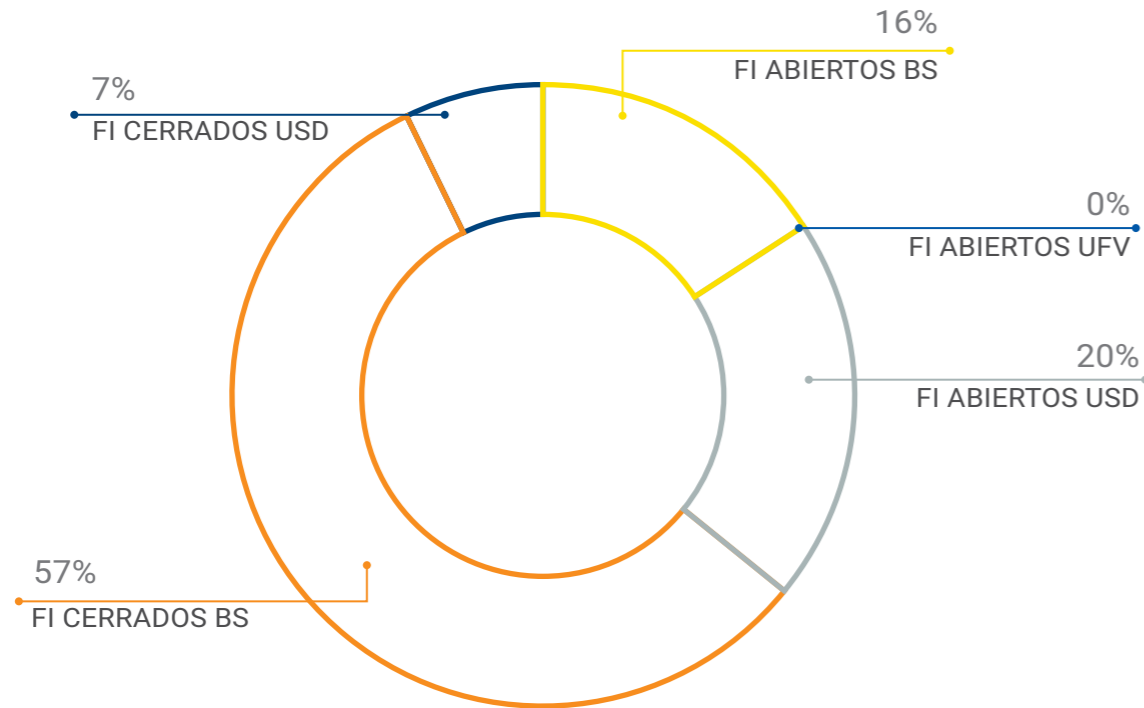 16%
FI ABIERTOS BS
7%
FI CERRADOS USD
0%
FI ABIERTOS UFV
20%
FI ABIERTOS USD
57%
FI CERRADOS BS